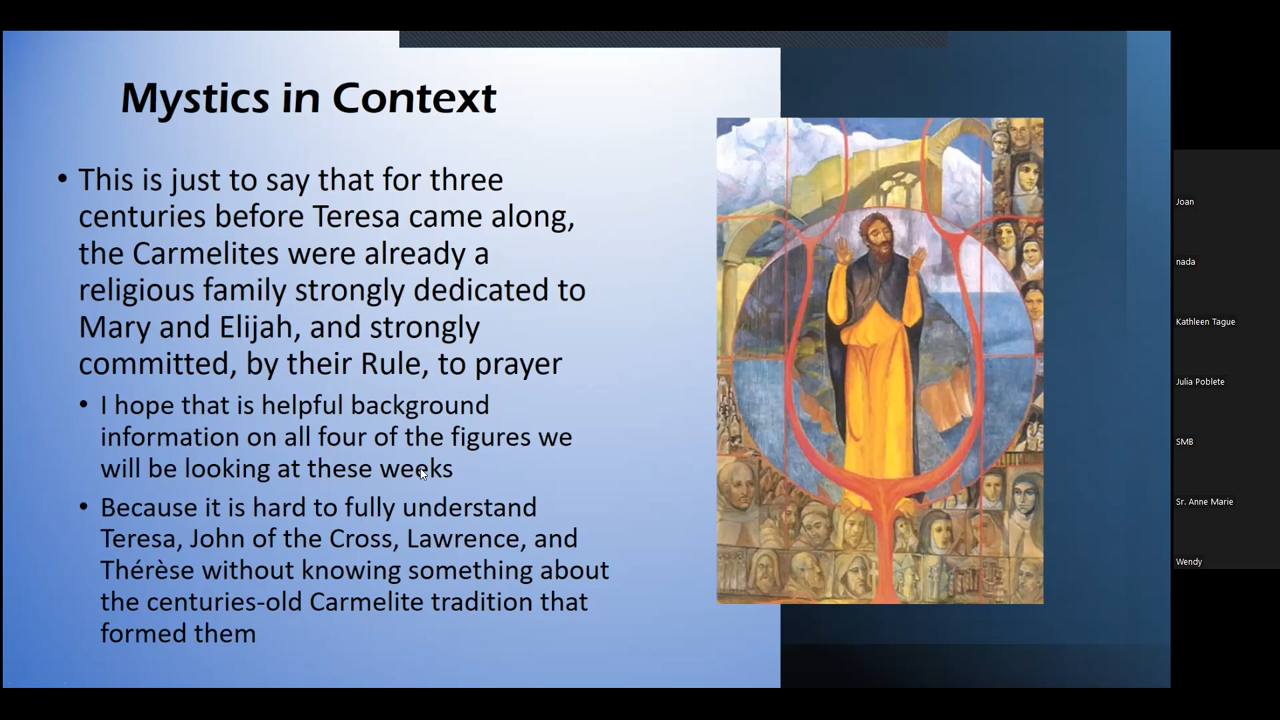 Mystics in Context
• This is just to say that for three
centuries before Teresa came along,
the Carmelites were already a
religious family strongly dedicated to
Mary and Elijah, and strongly
committed, by their Rule, to prayer
• I hope that is helpful background
information on all four of the figures we
will be looking at these weeks
• Because it is hard to fully understand
Teresa, John of the Cross, Lawrence, and
Thérèse without knowing something about
the centuries-old Carmelite tradition that
formed them
Joan
nada
Kathleen Tague
Julia Poblete
SMB
Sr. Anne Marie
Wendy